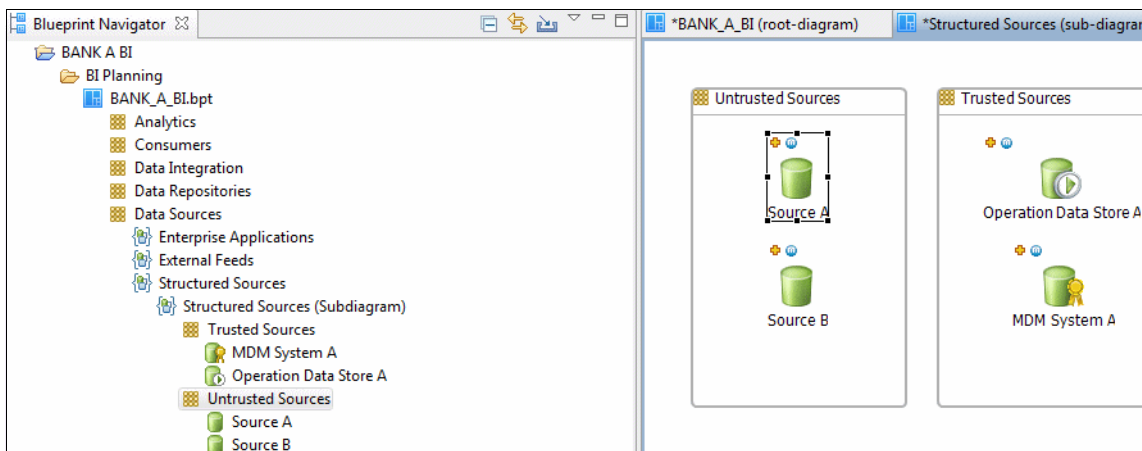 Blueprint Navigator
*BANK_A_BI (root-diagram)
*Structured Sources (sub-diagram
BANK A BI
BI Planning
BANK_A_BI.bpt
Analytics
Consumers
Data Integration
Data Repositories
Data Sources
Enterprise Applications
External Feeds
Structured Sources
Structured Sources (Subdiagram)
Trusted Sources
MDM System A
Operation Data Store A
Untrusted Sources
Source A
Source B
Untrusted Sources
Source A
Source B
Trusted Sources
Operation Data Store A
MDM System A